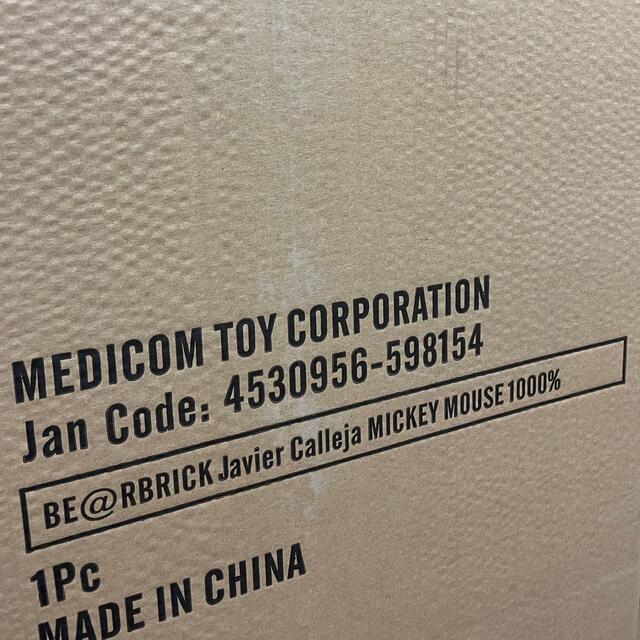 MEDICOM TOY CORPORATION
Jan Code: 4530956-598154
BE@RBRICK Javier Calleja MICKEY MOUSE 1000%
1Pc
MADE IN CHINA